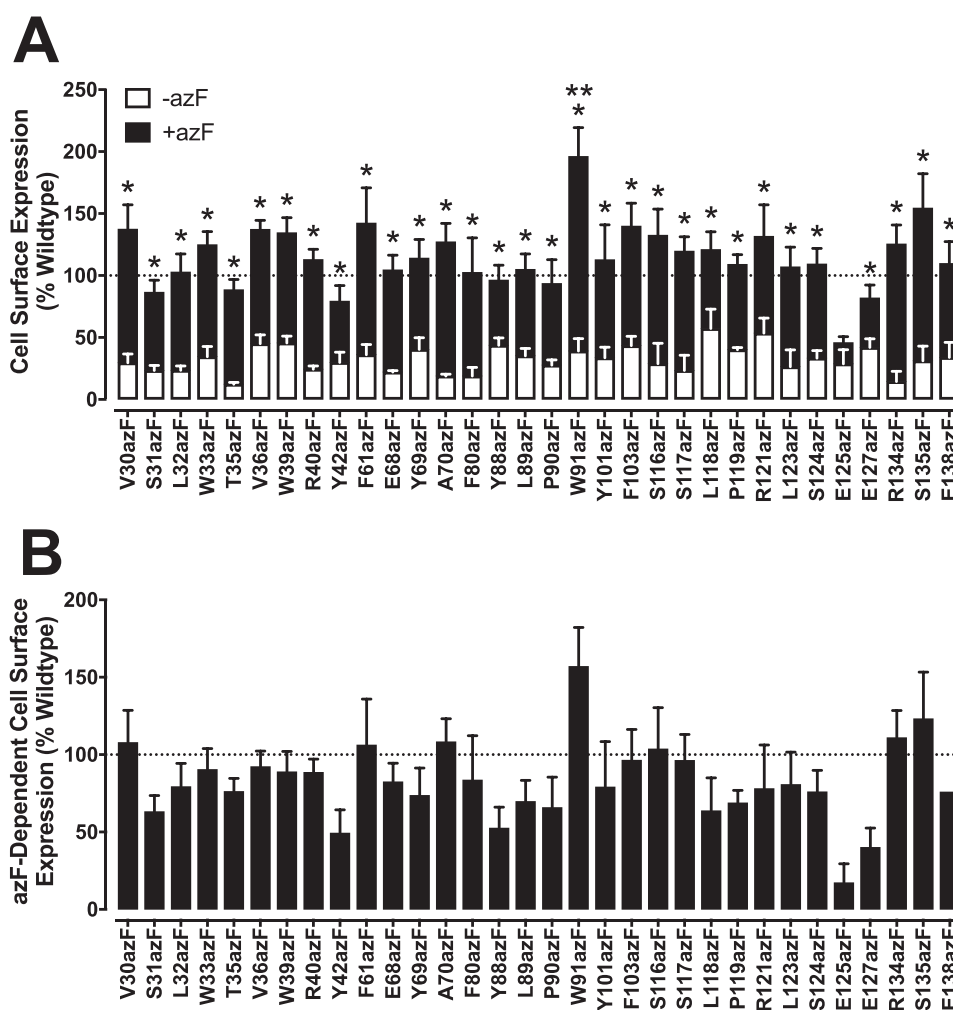 A
Cell Surface Expression
(% Wildtype)
250
200
150
100
50
0
-azF
+azF
* * * * * * * * * * * * * * * * * ** * * * * * * * * * * * * * * *
V30azF
S31azF
L32azF
W33azF
T35azF
V36azF
W39azF
R40azF
Y42azF
F61azF
E68azF
Y69azF
A70azF
F80azF
Y88azF
L89azF
P90azF
W91azF
Y101azF
F103azF
S116azF
S117azF
L118azF
P119azF
R121azF
L123azF
S124azF
E125azF
E127azF
R134azF
S135azF
F138azF
B
azF-Dependent Cell Surface
Expression (% Wildtype)
200
150
100
50
0
V30azF
S31azF
L32azF
W33azF
T35azF
V36azF
W39azF
R40azF
Y42azF
F61azF
E68azF
Y69azF
A70azF
F80azF
Y88azF
L89azF
P90azF
W91azF
Y101azF
F103azF
S116azF
S117azF
L118azF
P119azF
R121azF
L123azF
S124azF
E125azF
E127azF
R134azF
S135azF
F138azF